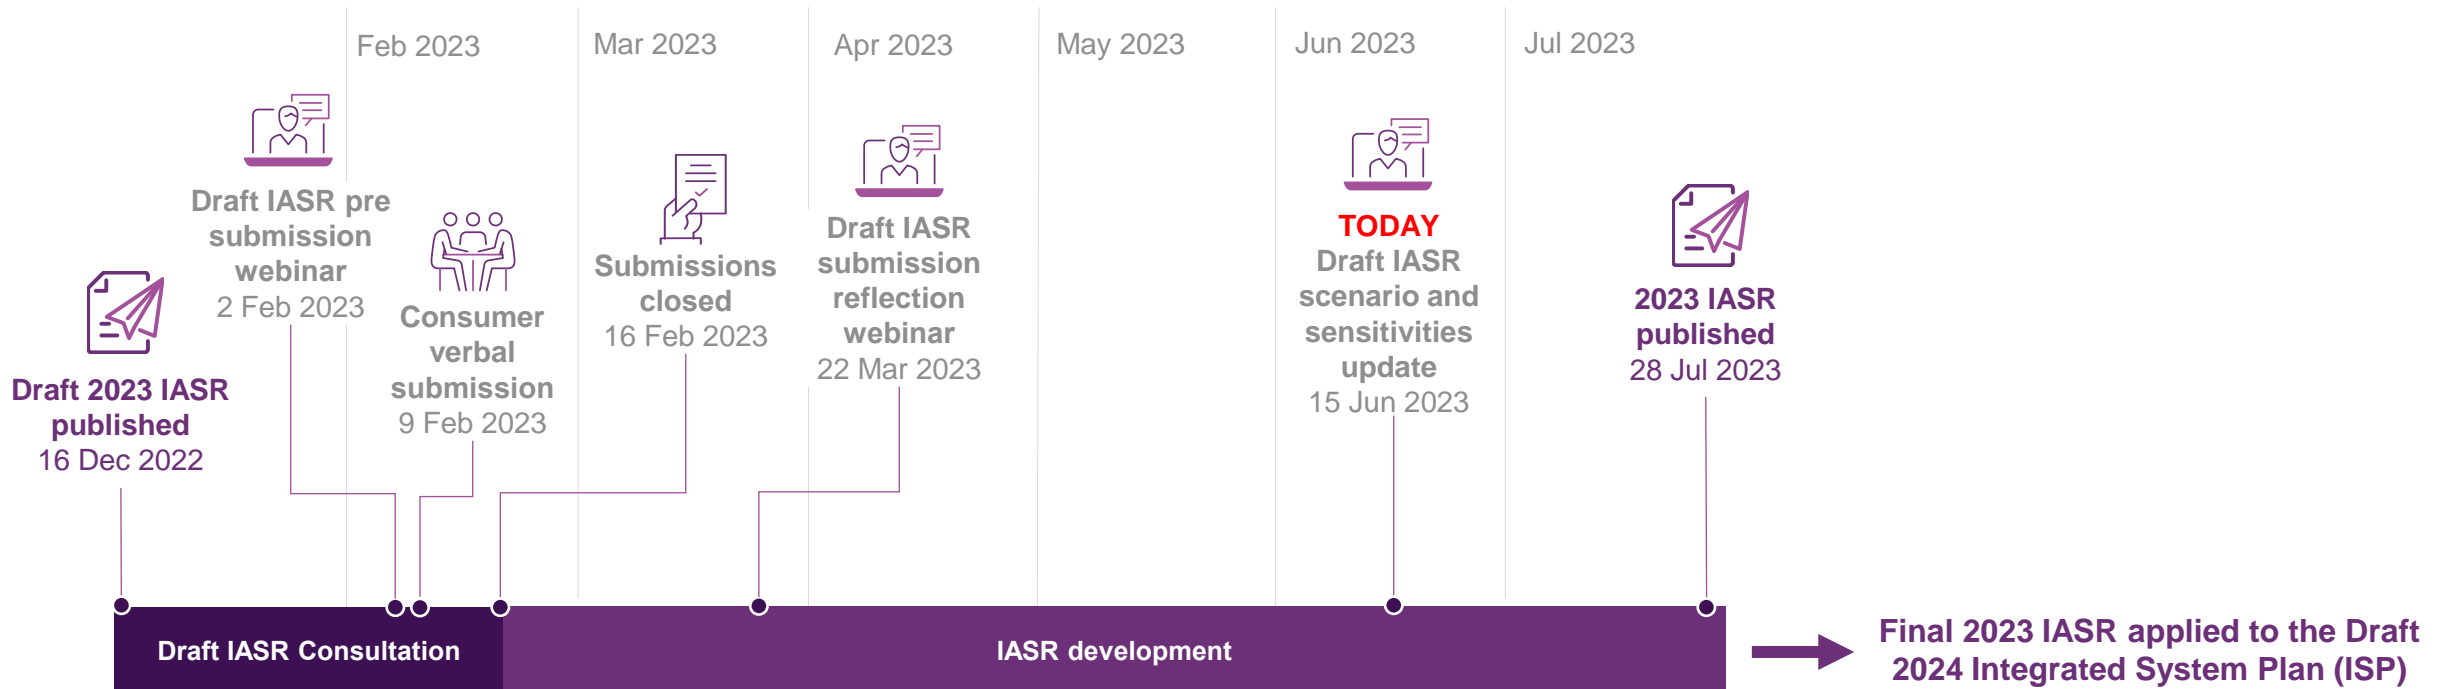 Feb 2023
Mar 2023
Apr 2023
May 2023
Jun 2023
Jul 2023
Draft 2023 IASR
published
16 Dec 2022
Draft IASR pre
submission
webinar
2 Feb 2023
Consumer
verbal
submission
9 Feb 2023
Submissions
closed
16 Feb 2023
Draft IASR
submission
reflection
webinar
22 Mar 2023
TODAY
Draft IASR
scenario and
sensitivities
update
15 Jun 2023
2023 IASR
published
28 Jul 2023
Draft IASR Consultation
IASR development
Final 2023 IASR applied to the Draft
2024 Integrated System Plan (ISP)